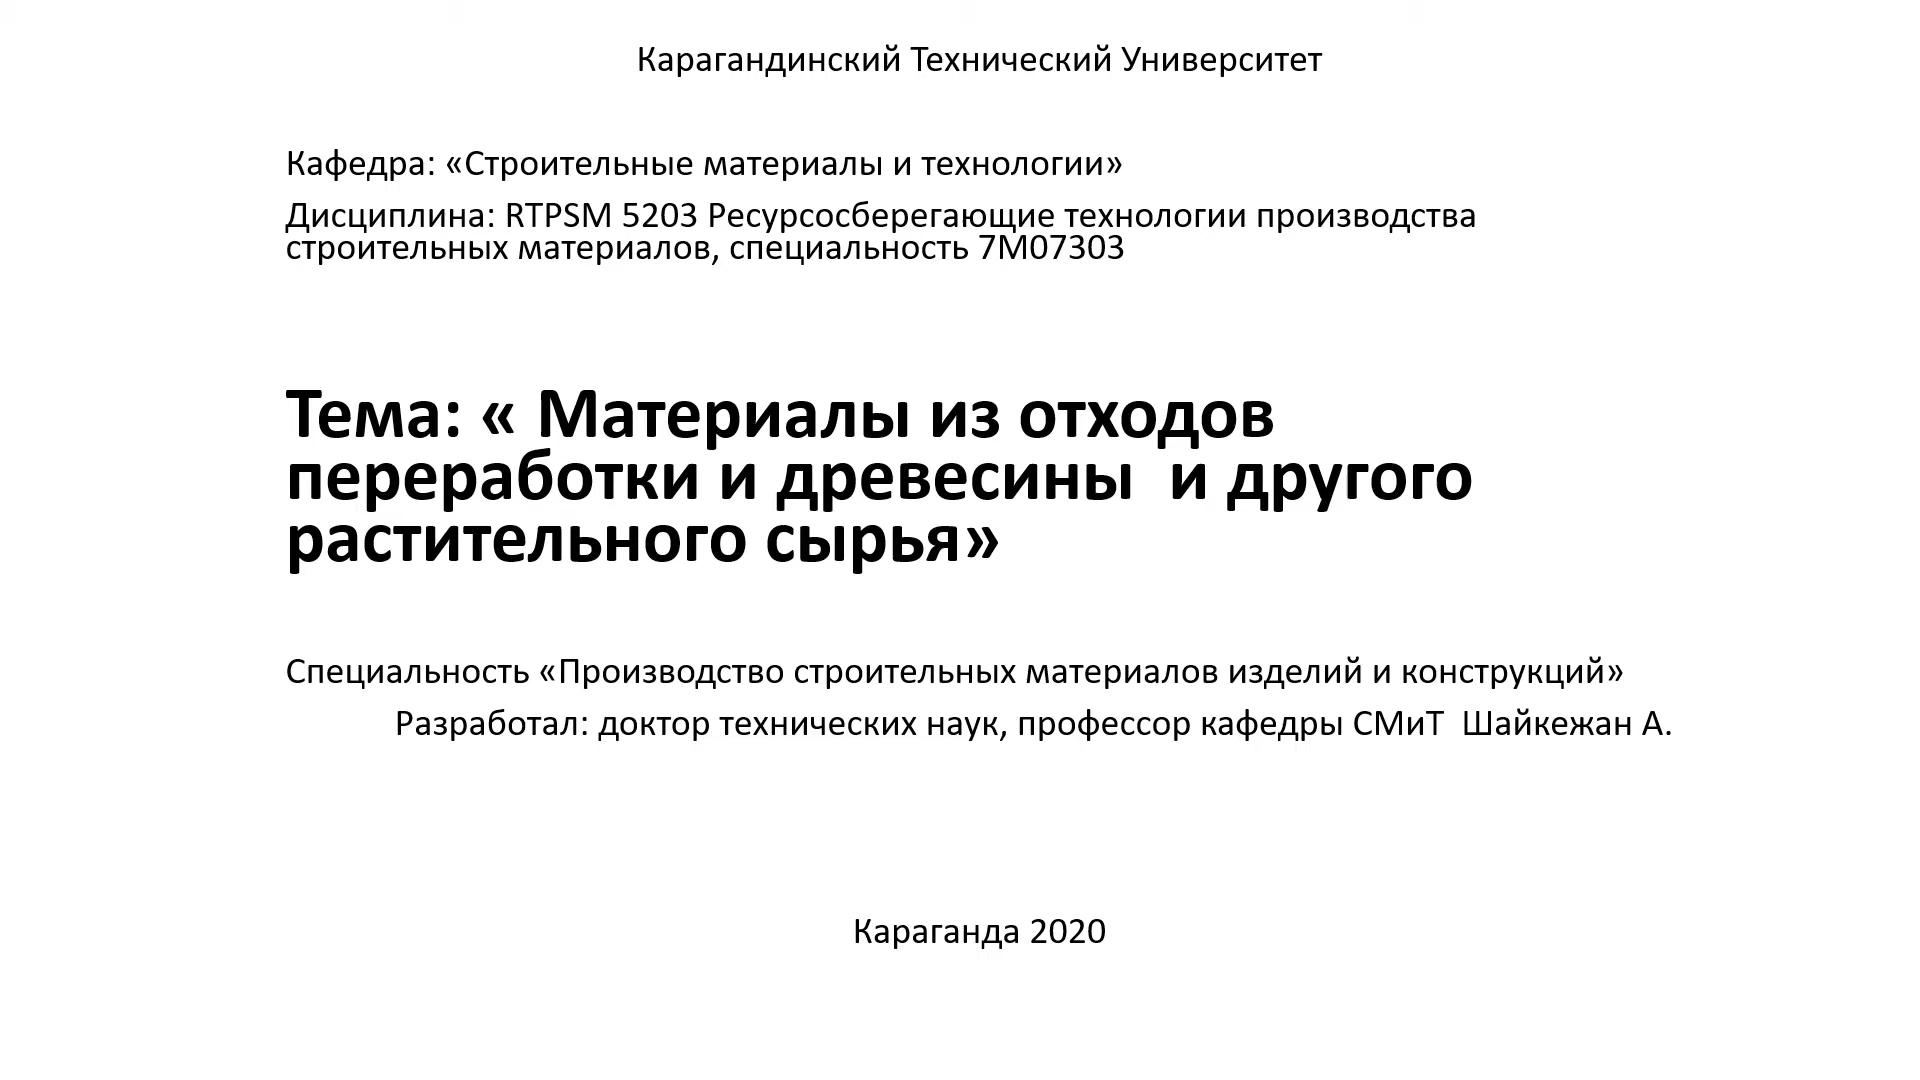 Карагандинский Технический Университет
Кафедра: «Строительные материалы и технологии»
Дисциплина: RTPSM 5203 Ресурсосберегающие технологии производства
строительных материалов, специальность 7М07303
Тема: « Материалы из отходов
переработки и древесины  и другого
растительного сырья»
Специальность «Производство строительных материалов изделий и конструкций»
Разработал: доктор технических наук, профессор кафедры СМиТ  Шайкежан А.
Караганда 2020